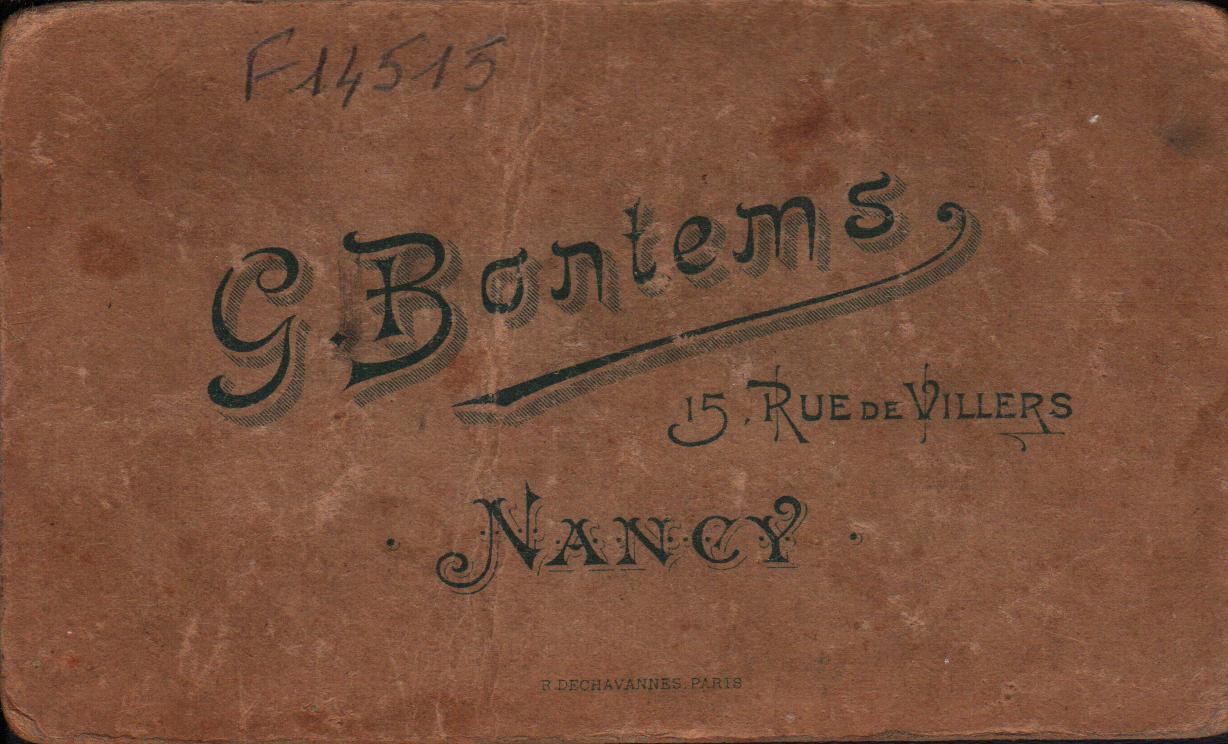 F14515
G. Bontems
15, RUE DE VILLERS
· NANCY ·
R. DECHAVANNES. PARIS